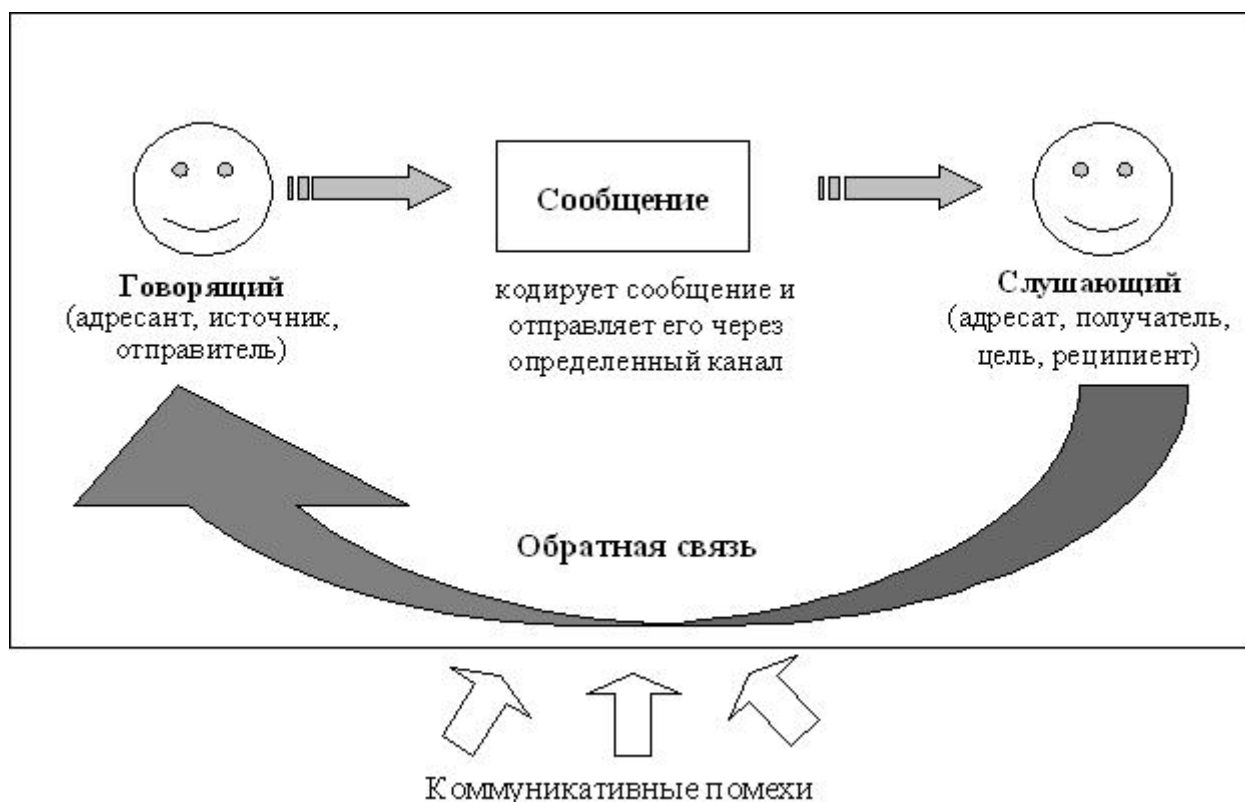 Сообщение
Говорящий
(адресант, источник,
отправитель)
кодирует сообщение и
отправляет его через
определенный канал
Слушающий
(адресат, получатель,
цель, реципиент)
Обратная связь
Коммуникативные помехи